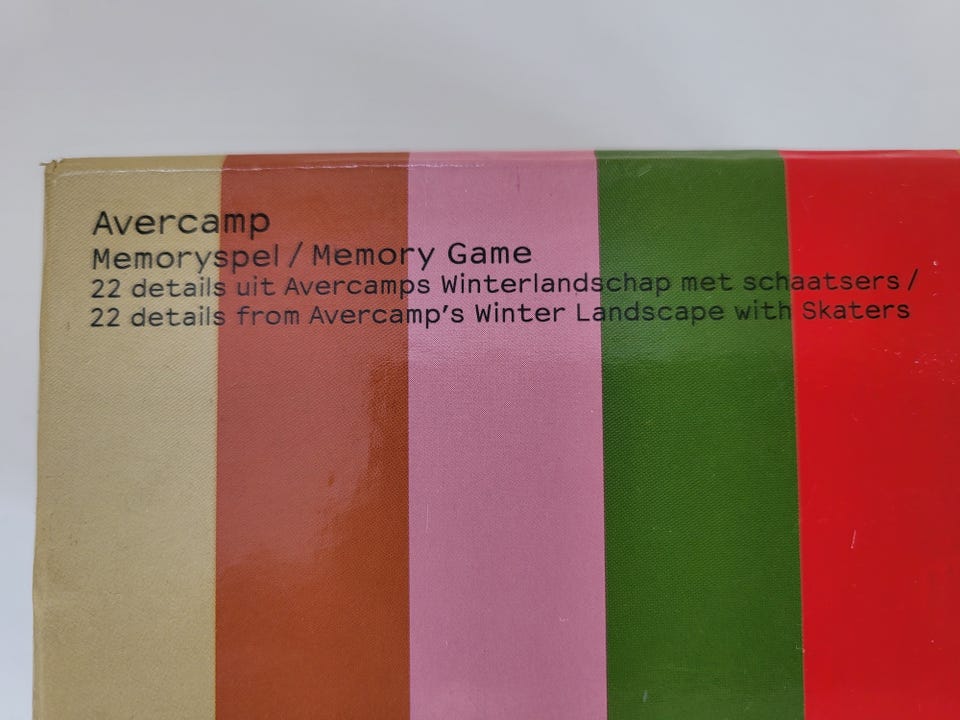 Avercamp
Memoryspel / Memory Game
22 details uit Avercamps Winterlandschap met schaatsers /
22 details from Avercamp's Winter Landscape with Skaters